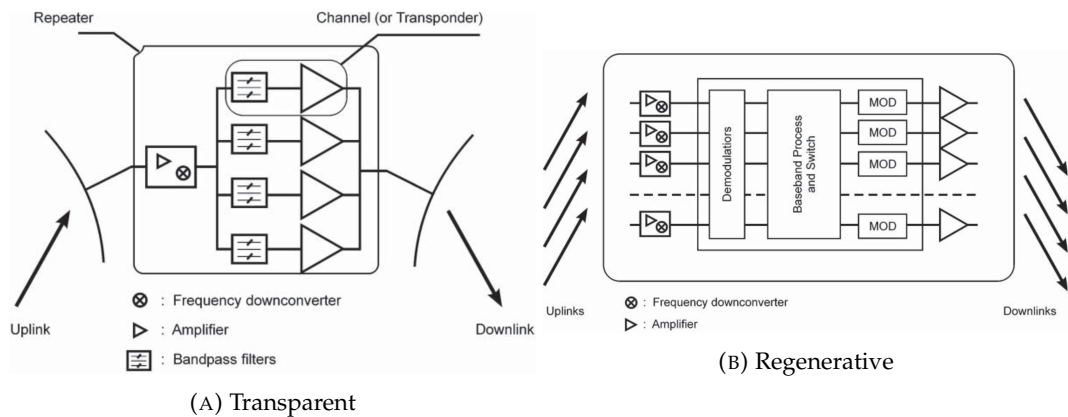 Repeater
Channel (or Transponder)
Uplink
Downlink
: Frequency downconverter
: Amplifier
: Bandpass filters
(A) Transparent
Demodulatiors
Baseband Process
and Switch
MOD
MOD
MOD
MOD
Uplinks
Downlinks
: Frequency downconverter
: Amplifier
(B) Regenerative